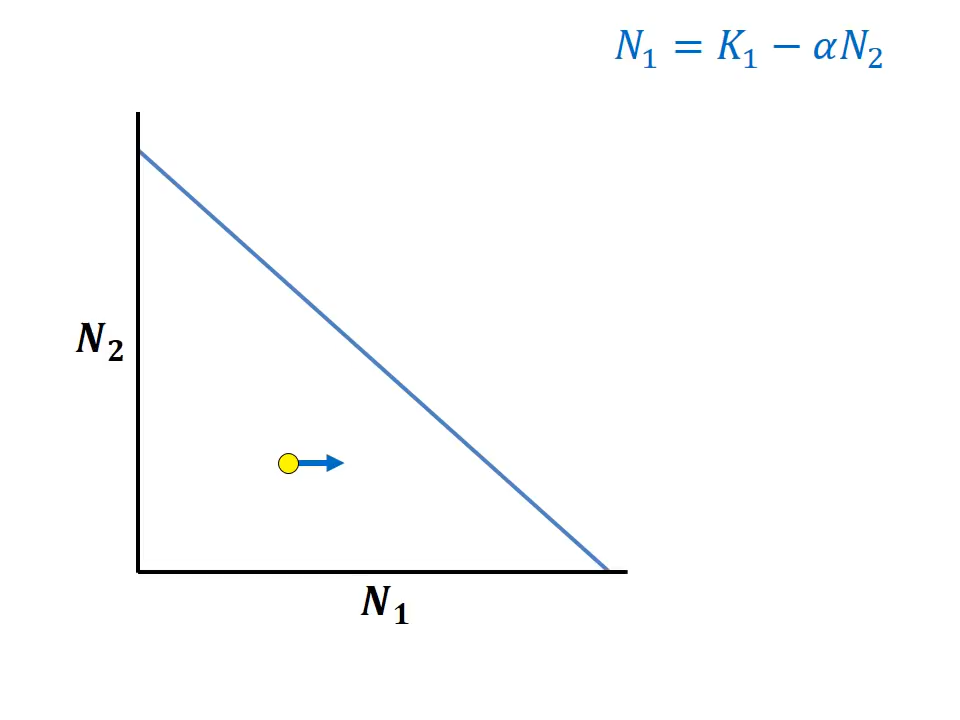 N₁ = K₁ − αN₂
N₂
N₁